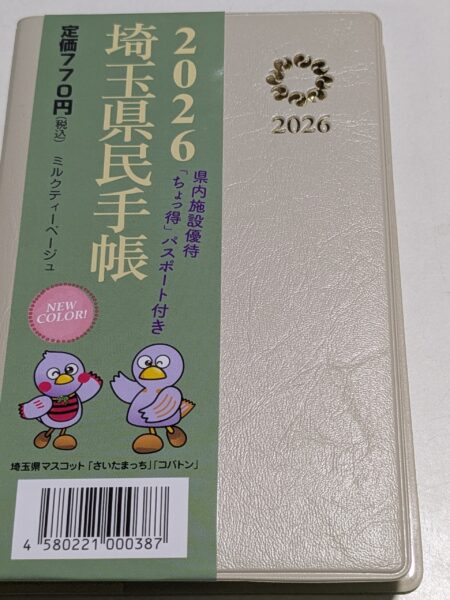 2026
埼玉県民手帳
県内施設優待
「ちょっ得」パスポート付き
定価770円(税込) ミルクティーベージュ
NEW
COLOR!
埼玉県マスコット「さいたまっち」「コバトン」
4 580221 000387
2026